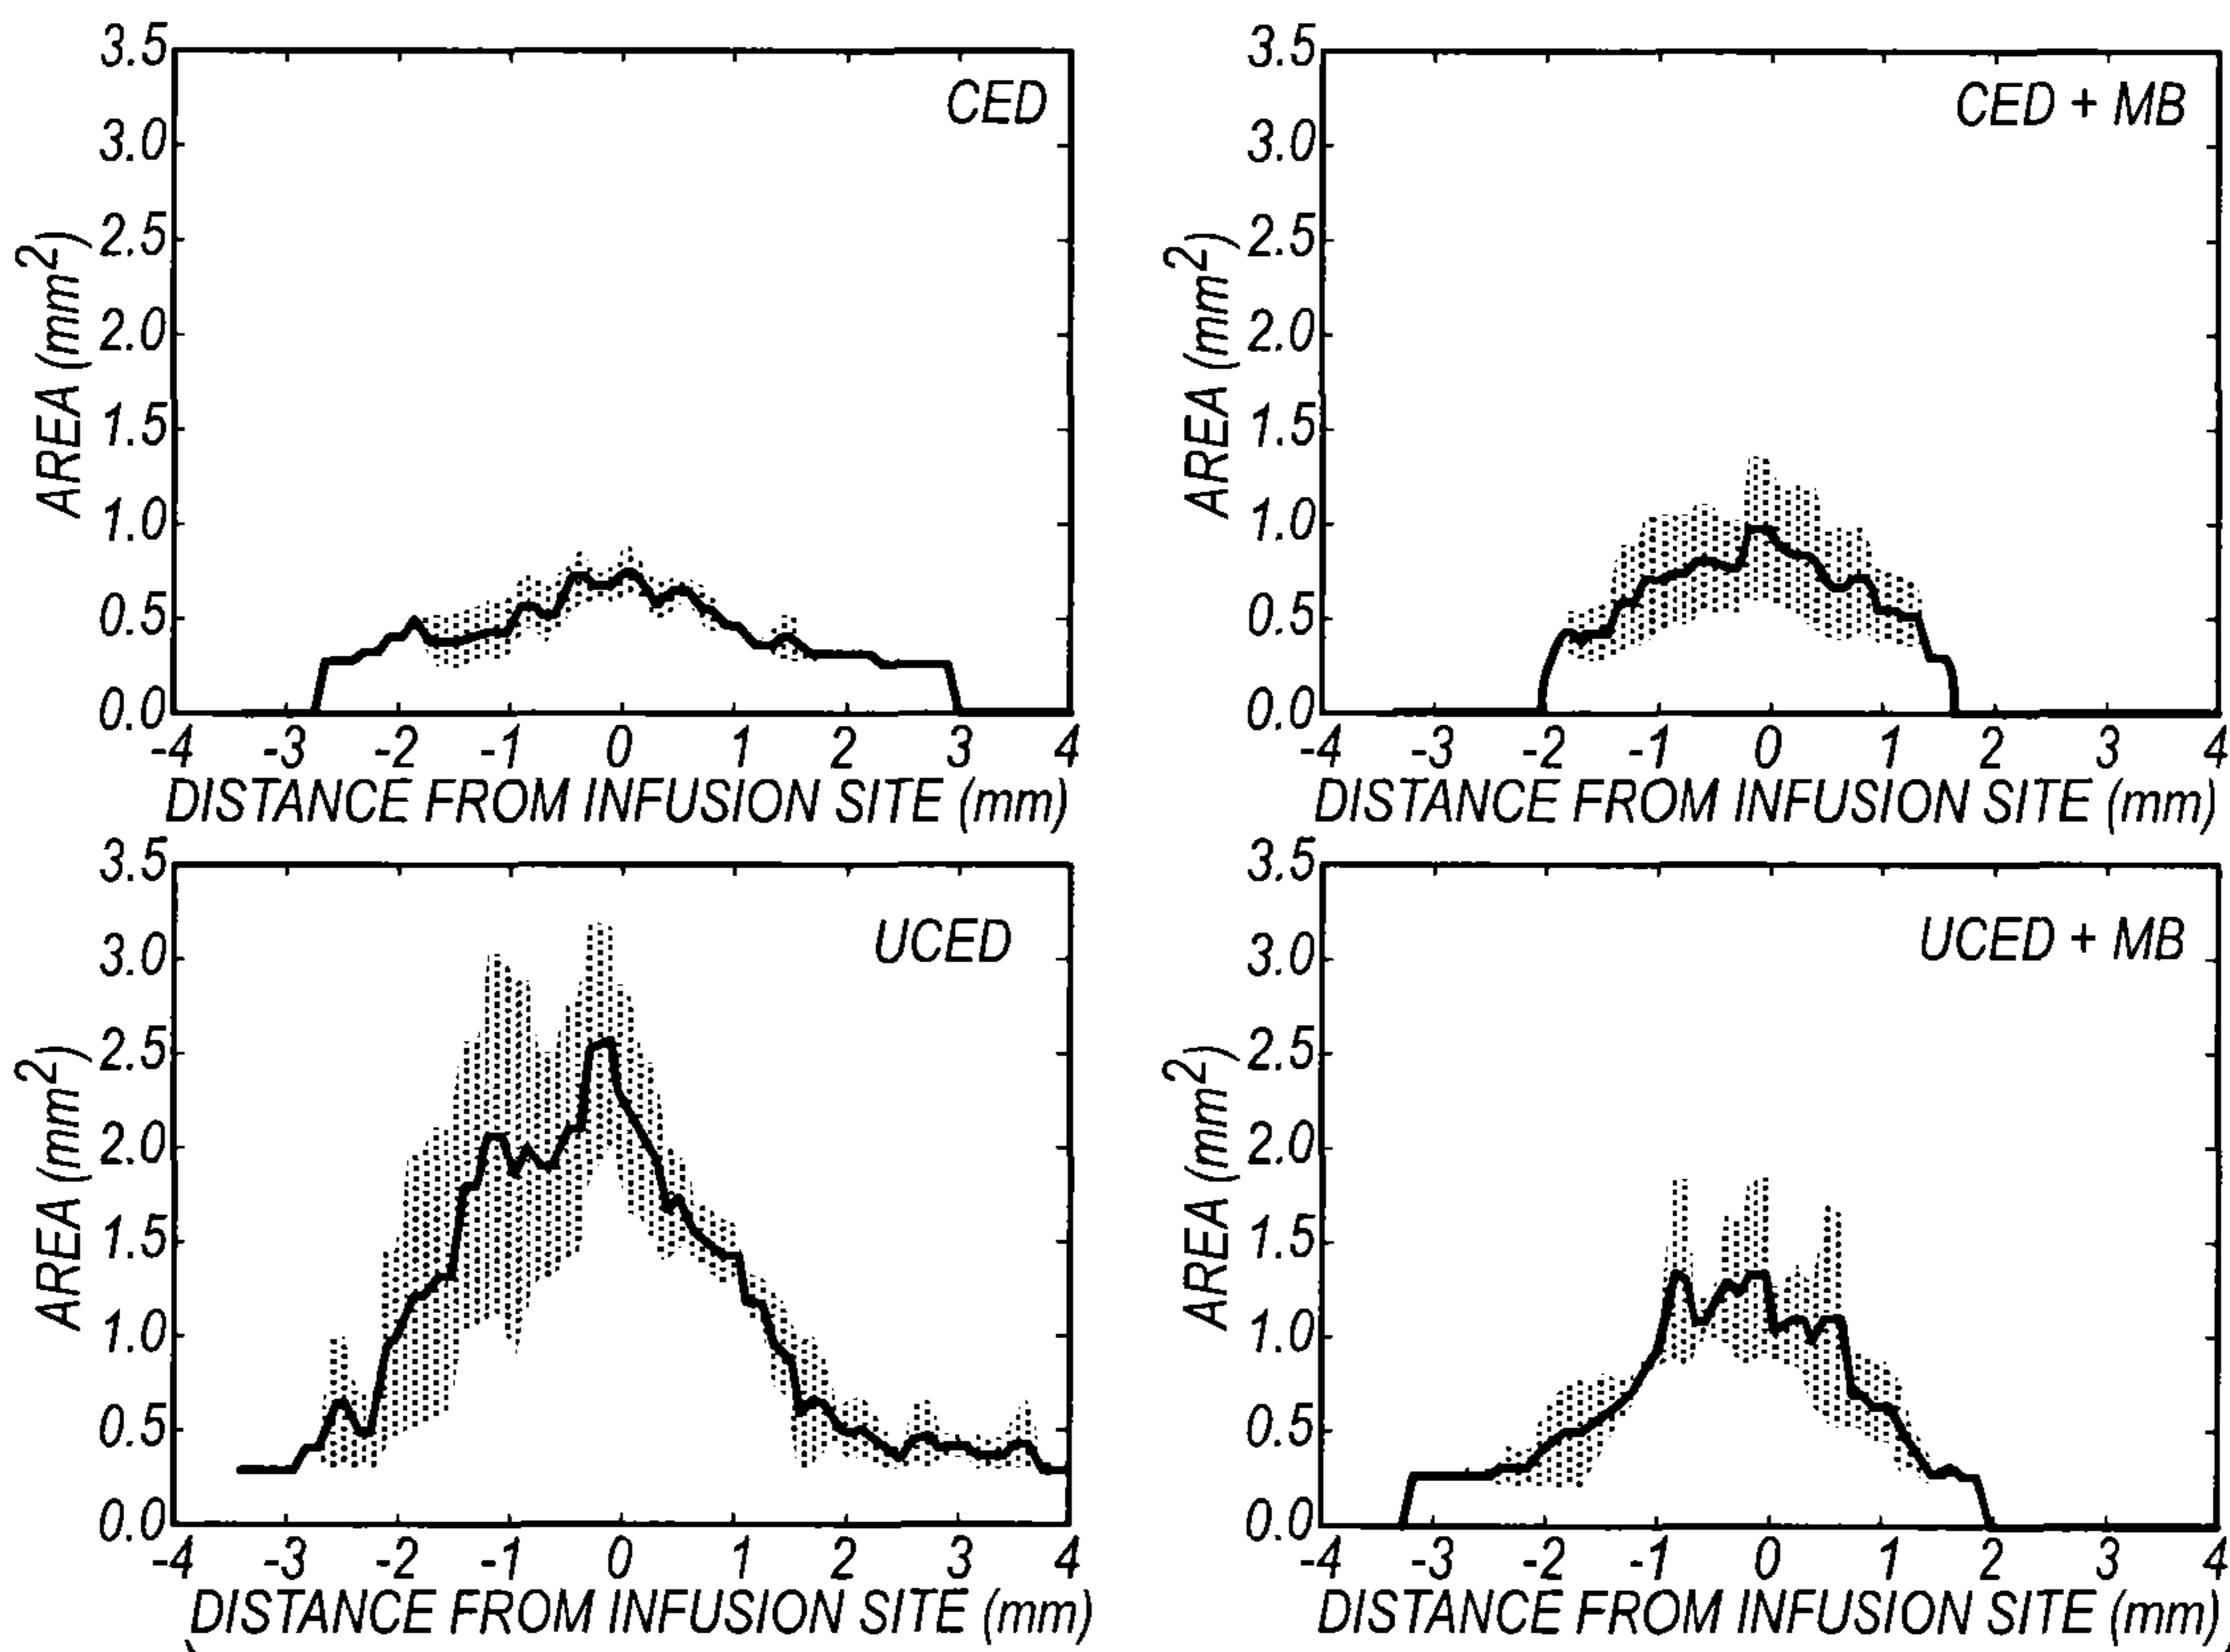 3.5
3.0
2.5
2.0
1.5
1.0
0.5
0.0
AREA (mm²)
CED
-4 -3 -2 -1 0 1 2 3 4
DISTANCE FROM INFUSION SITE (mm)
3.5
3.0
2.5
2.0
1.5
1.0
0.5
0.0
AREA (mm²)
CED + MB
-4 -3 -2 -1 0 1 2 3 4
DISTANCE FROM INFUSION SITE (mm)
3.5
3.0
2.5
2.0
1.5
1.0
0.5
0.0
AREA (mm²)
UCED
-4 -3 -2 -1 0 1 2 3 4
DISTANCE FROM INFUSION SITE (mm)
3.5
3.0
2.5
2.0
1.5
1.0
0.5
0.0
AREA (mm²)
UCED + MB
-4 -3 -2 -1 0 1 2 3 4
DISTANCE FROM INFUSION SITE (mm)